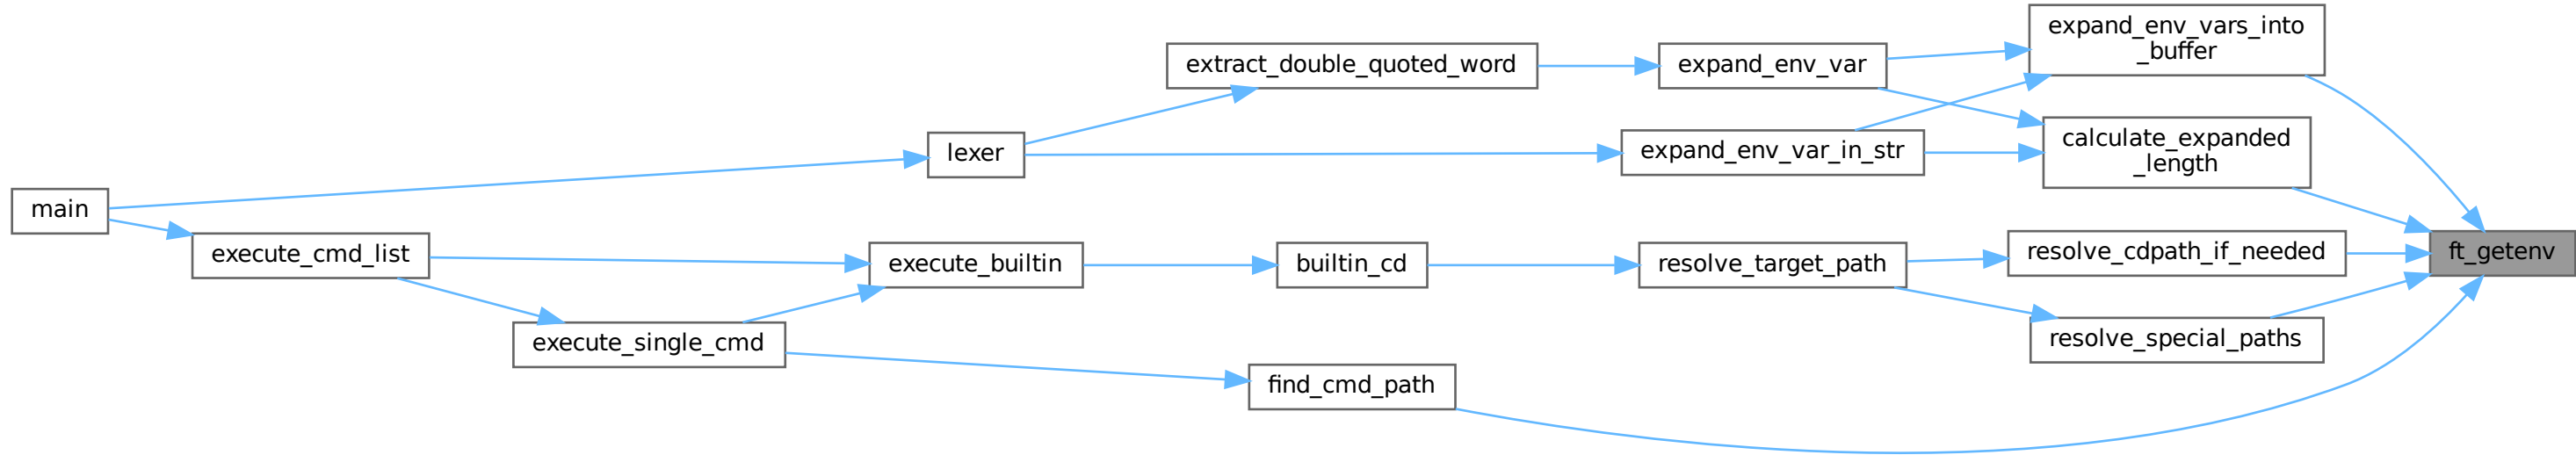 expand_env_vars_into
_buffer
extract_double_quoted_word
expand_env_var
calculate_expanded
_length
lexer
expand_env_var_in_str
main
execute_cmd_list
execute_builtin
builtin_cd
resolve_target_path
resolve_cdpath_if_needed
ft_getenv
execute_single_cmd
resolve_special_paths
find_cmd_path